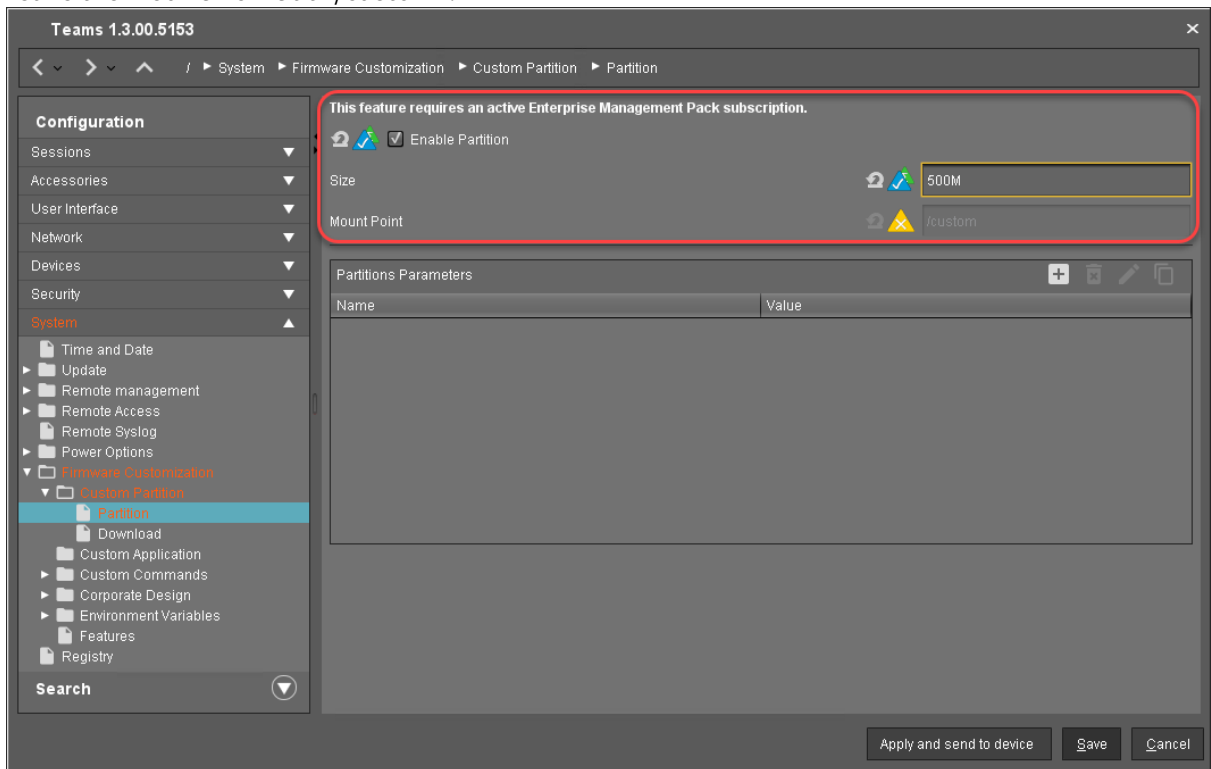 Teams 1.3.00.5153
/ System Firmware Customization Custom Partition Partition
Configuration
Sessions
Accessories
User Interface
Network
Devices
Security
System
Time and Date
Update
Remote management
Remote Access
Remote Syslog
Power Options
Firmware Customization
Custom Partition
Partition
Download
Custom Application
Custom Commands
Corporate Design
Environment Variables
Features
Registry
Search
This feature requires an active Enterprise Management Pack subscription.
Enable Partition
Size 500M
Mount Point /custom
Partitions Parameters
Name Value
Apply and send to device Save Cancel